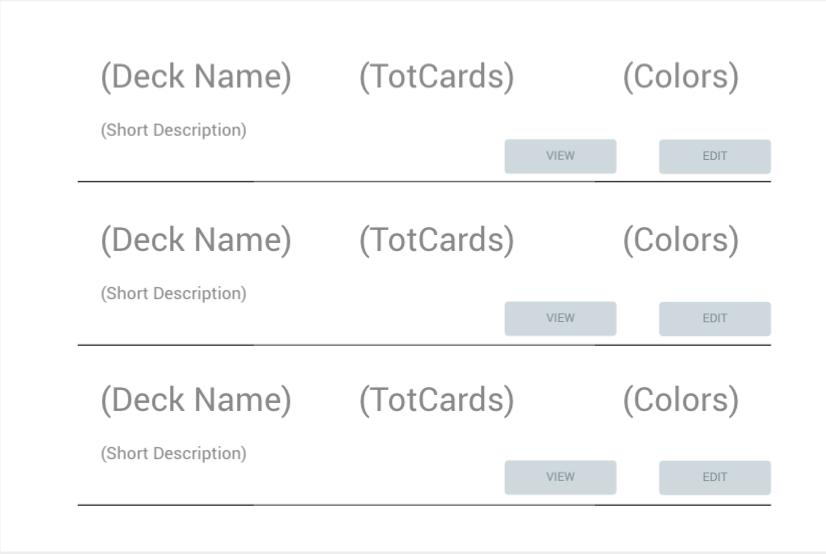 (Deck Name) (TotCards) (Colors)
(Short Description)
VIEW EDIT
(Deck Name) (TotCards) (Colors)
(Short Description)
VIEW EDIT
(Deck Name) (TotCards) (Colors)
(Short Description)
VIEW EDIT